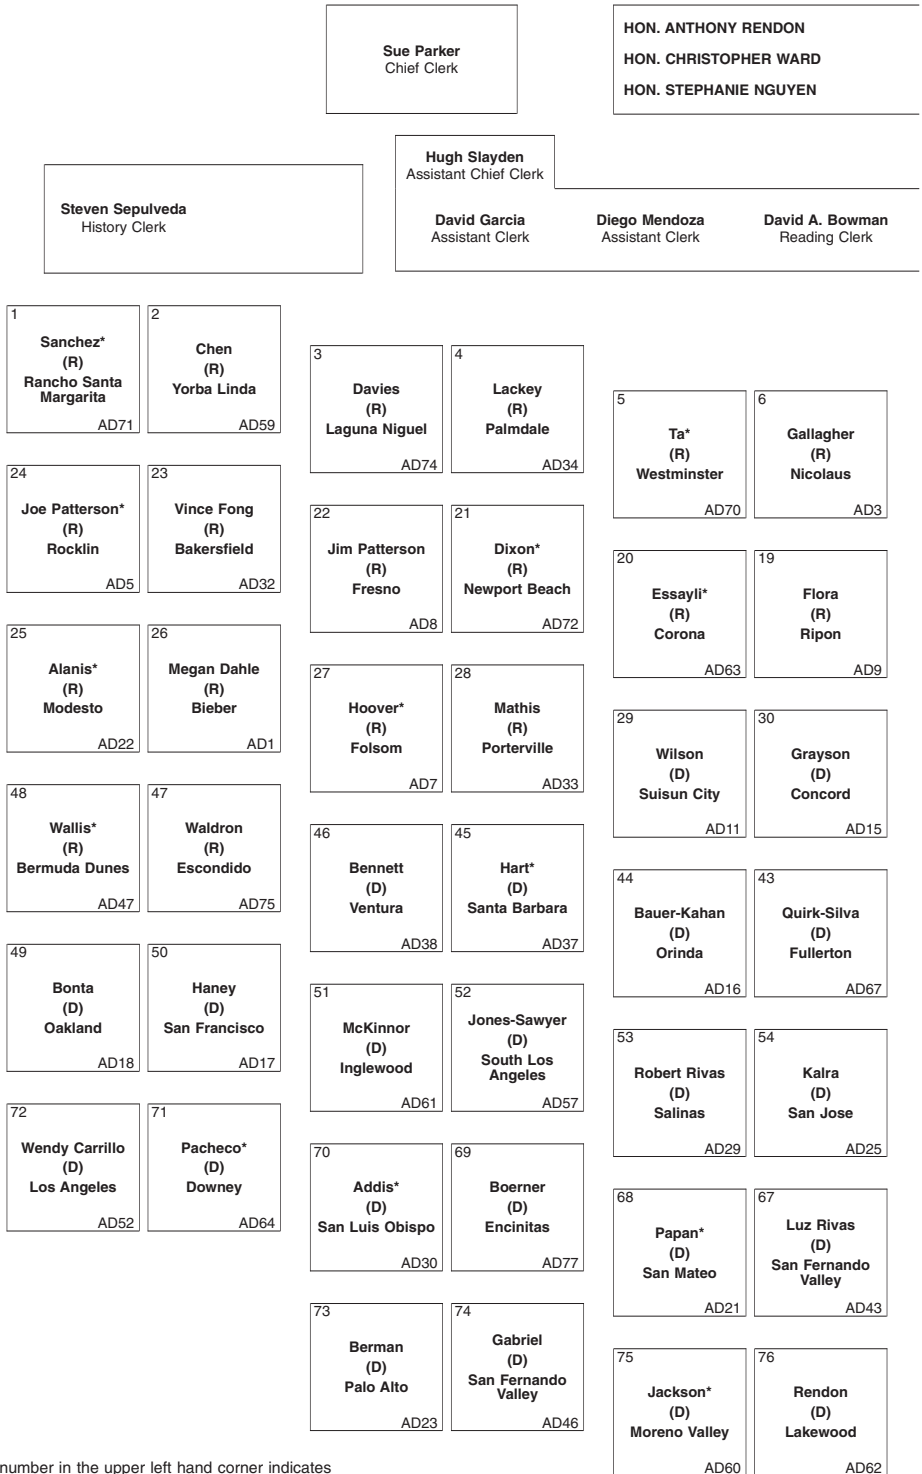 Sue Parker
Chief Clerk
HON. ANTHONY RENDON
HON. CHRISTOPHER WARD
HON. STEPHANIE NGUYEN
Hugh Slayden
Assistant Chief Clerk
Steven Sepulveda
History Clerk
David Garcia
Assistant Clerk
Diego Mendoza
Assistant Clerk
David A. Bowman
Reading Clerk
1
Sanchez*
(R)
Rancho Santa
Margarita
AD71
2
Chen
(R)
Yorba Linda
AD59
3
Davies
(R)
Laguna Niguel
AD74
4
Lackey
(R)
Palmdale
AD34
5
Ta*
(R)
Westminster
AD70
6
Gallagher
(R)
Nicolaus
AD3
24
Joe Patterson*
(R)
Rocklin
AD5
23
Vince Fong
(R)
Bakersfield
AD32
22
Jim Patterson
(R)
Fresno
AD8
21
Dixon*
(R)
Newport Beach
AD72
20
Essayli*
(R)
Corona
AD63
19
Flora
(R)
Ripon
AD9
25
Alanis*
(R)
Modesto
AD22
26
Megan Dahle
(R)
Bieber
AD1
27
Hoover*
(R)
Folsom
AD7
28
Mathis
(R)
Porterville
AD33
29
Wilson
(D)
Suisun City
AD11
30
Grayson
(D)
Concord
AD15
48
Wallis*
(R)
Bermuda Dunes
AD47
47
Waldron
(R)
Escondido
AD75
46
Bennett
(D)
Ventura
AD38
45
Hart*
(D)
Santa Barbara
AD37
44
Bauer-Kahan
(D)
Orinda
AD16
43
Quirk-Silva
(D)
Fullerton
AD67
49
Bonta
(D)
Oakland
AD18
50
Haney
(D)
San Francisco
AD17
51
McKinnor
(D)
Inglewood
AD61
52
Jones-Sawyer
(D)
South Los
Angeles
AD57
53
Robert Rivas
(D)
Salinas
AD29
54
Kalra
(D)
San Jose
AD25
72
Wendy Carrillo
(D)
Los Angeles
AD52
71
Pacheco*
(D)
Downey
AD64
70
Addis*
(D)
San Luis Obispo
AD30
69
Boerner
(D)
Encinitas
AD77
68
Papan*
(D)
San Mateo
AD21
67
Luz Rivas
(D)
San Fernando
Valley
AD43
73
Berman
(D)
Palo Alto
AD23
74
Gabriel
(D)
San Fernando
Valley
AD46
75
Jackson*
(D)
Moreno Valley
AD60
76
Rendon
(D)
Lakewood
AD62
number in the upper left hand corner indicates